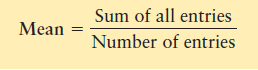 Mean = Sum of all entries
Number of entries